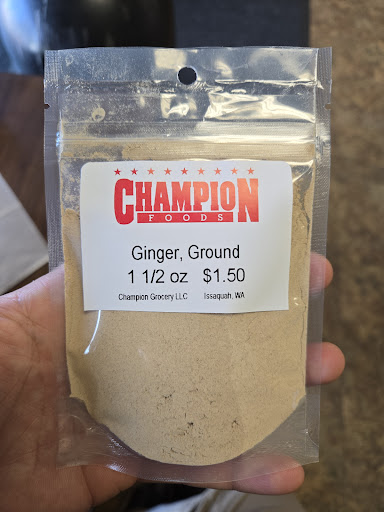 CHAMPION
FOODS
Ginger, Ground
1 1/2 oz $1.50
Champion Grocery LLC Issaquah, WA